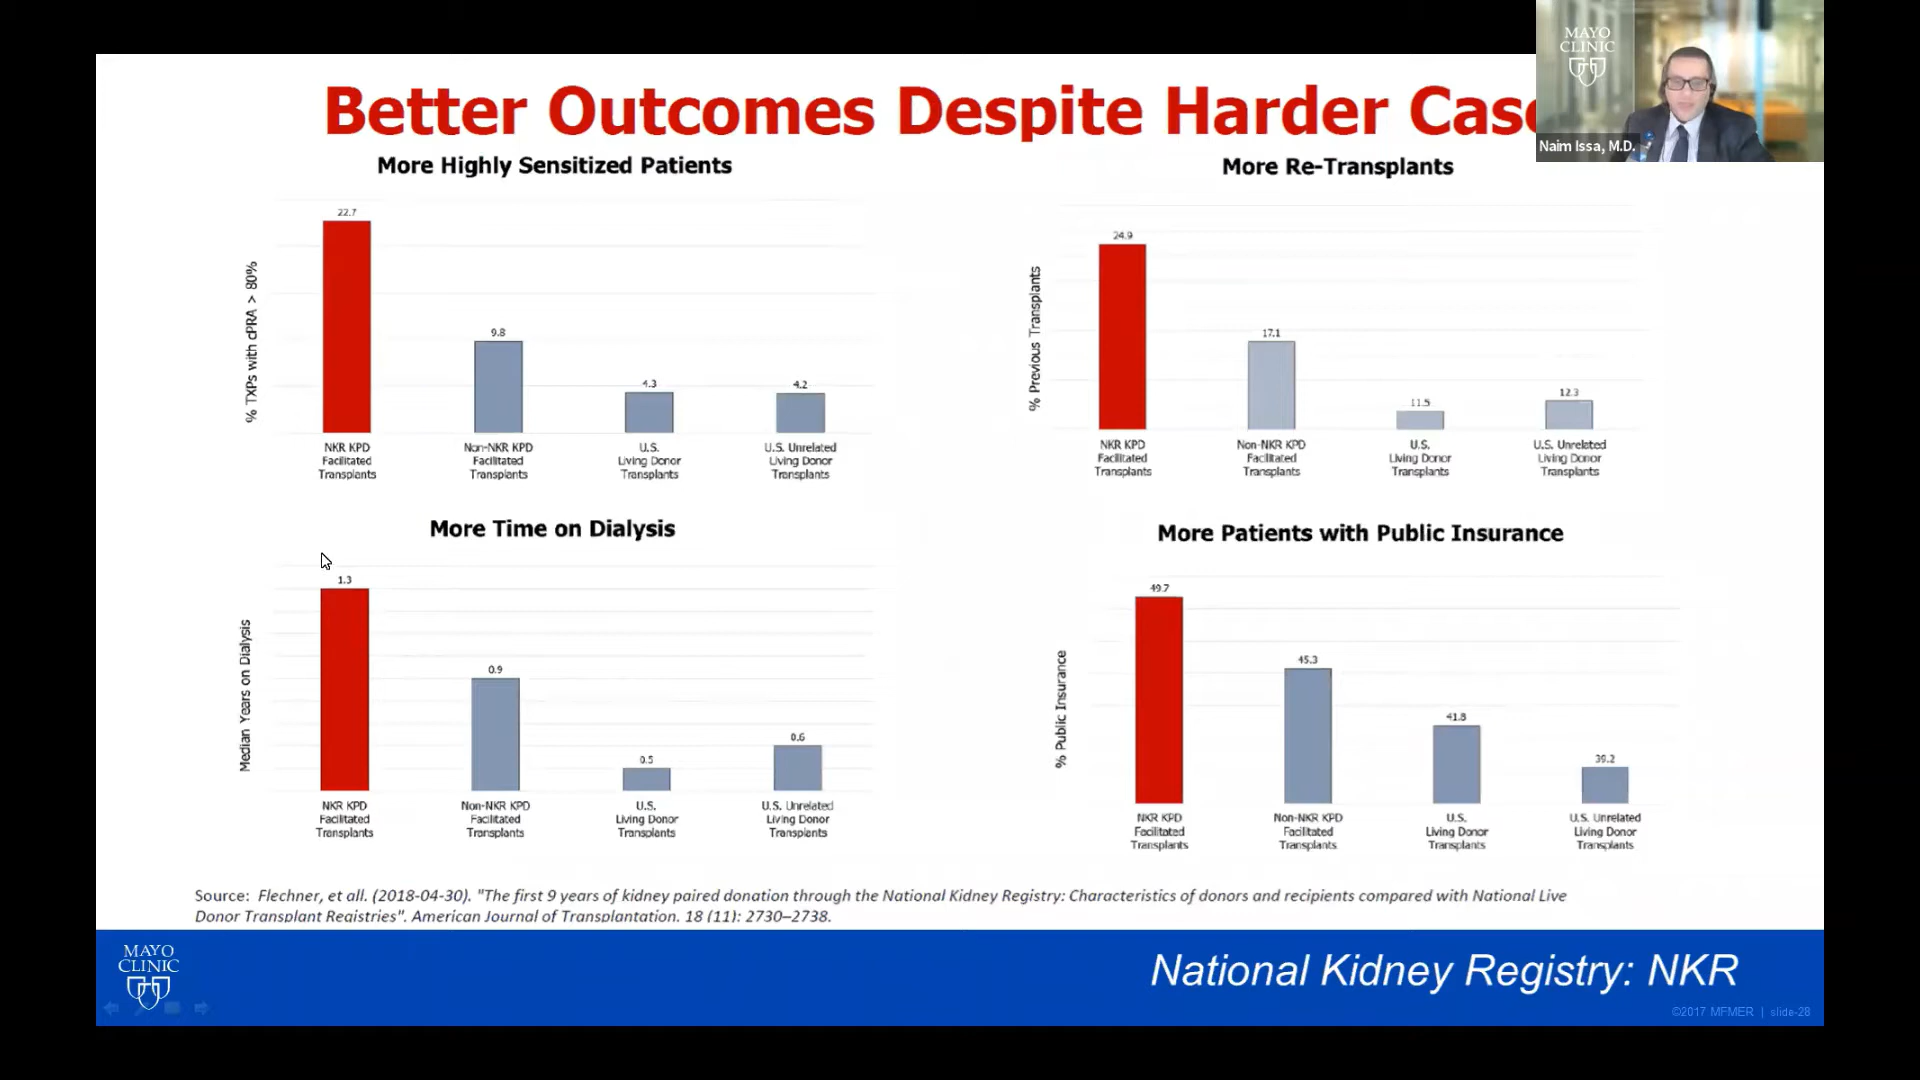 MAYO
CLINIC
Naim Issa, M.D.
Better Outcomes Despite Harder Case
More Highly Sensitized Patients
% TXPs with cPRA > 80%
22.7
9.8
4.3
4.2
NKR KPD
Facilitated
Transplants
Non-NKR KPD
Facilitated
Transplants
U.S.
Living Donor
Transplants
U.S. Unrelated
Living Donor
Transplants
More Re-Transplants
% Previous Transplants
24.9
17.1
11.5
12.3
NKR KPD
Facilitated
Transplants
Non-NKR KPD
Facilitated
Transplants
U.S.
Living Donor
Transplants
U.S. Unrelated
Living Donor
Transplants
More Time on Dialysis
Median Years on Dialysis
1.3
0.9
0.5
0.6
NKR KPD
Facilitated
Transplants
Non-NKR KPD
Facilitated
Transplants
U.S.
Living Donor
Transplants
U.S. Unrelated
Living Donor
Transplants
More Patients with Public Insurance
% Public Insurance
49.7
45.3
41.8
39.2
NKR KPD
Facilitated
Transplants
Non-NKR KPD
Facilitated
Transplants
U.S.
Living Donor
Transplants
U.S. Unrelated
Living Donor
Transplants
Source: Flechner, et all. (2018-04-30). "The first 9 years of kidney paired donation through the National Kidney Registry: Characteristics of donors and recipients compared with National Live
Donor Transplant Registries". American Journal of Transplantation. 18 (11): 2730–2738.
MAYO
CLINIC
National Kidney Registry: NKR
©2017 MFMER | slide-28